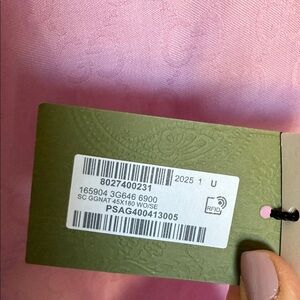 8027400231 2025 1 U
165904 3G646 6900
SC GGNAT 45X180 WO/SE
PSAG400413005
RFID